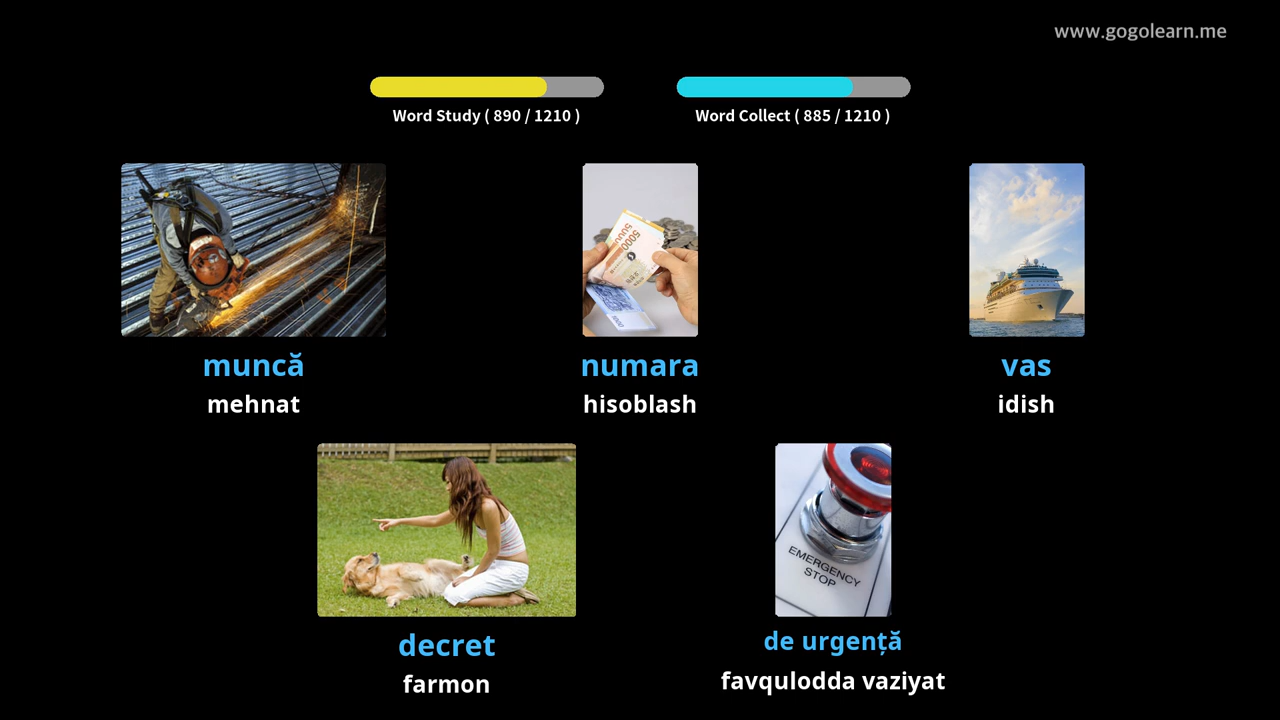 www.gogolearn.me
Word Study ( 890 / 1210 )
Word Collect ( 885 / 1210 )
muncă
mehnat
numara
hisoblash
vas
idish
EMERGENCY
STOP
decret
farmon
de urgență
favqulodda vaziyat